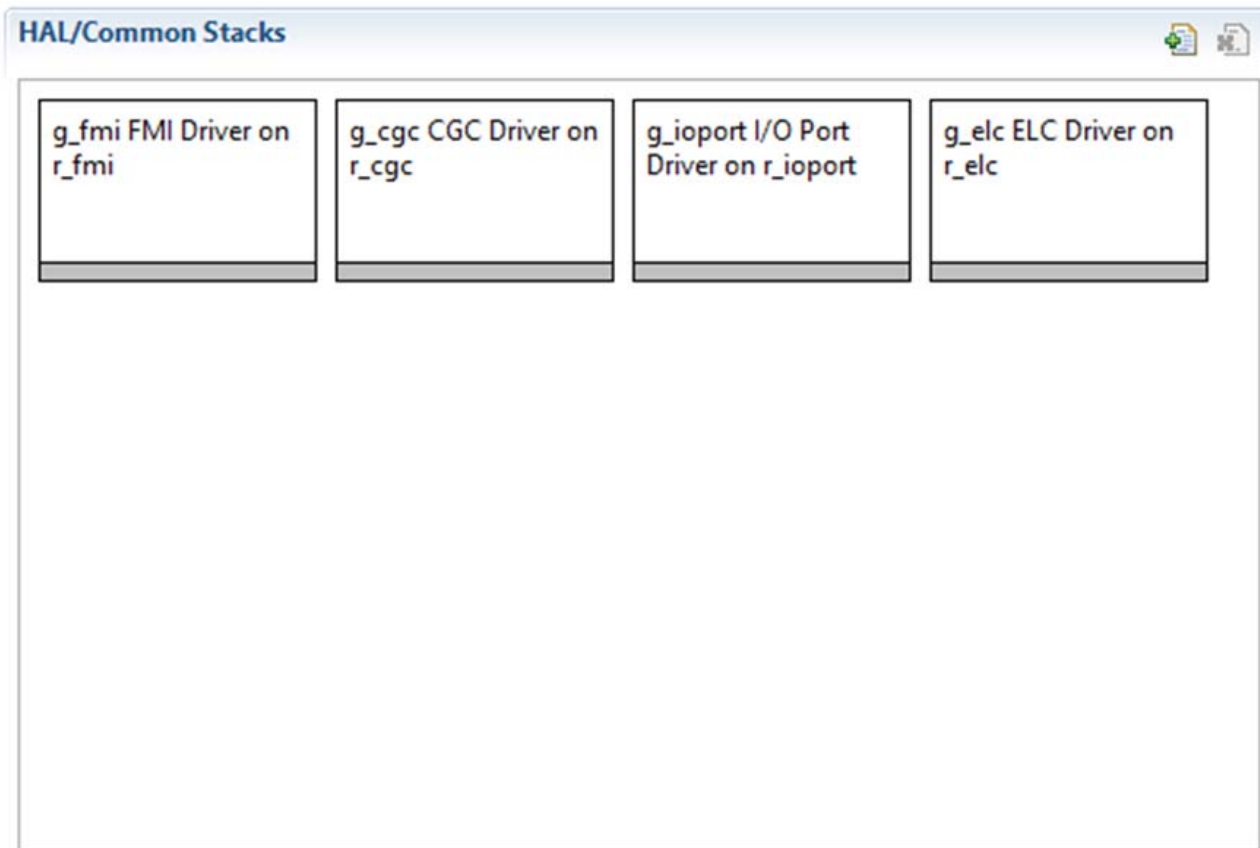 HAL/Common Stacks
g_fmi FMI Driver on
r_fmi
g_cgc CGC Driver on
r_cgc
g_ioport I/O Port
Driver on r_ioport
g_elc ELC Driver on
r_elc